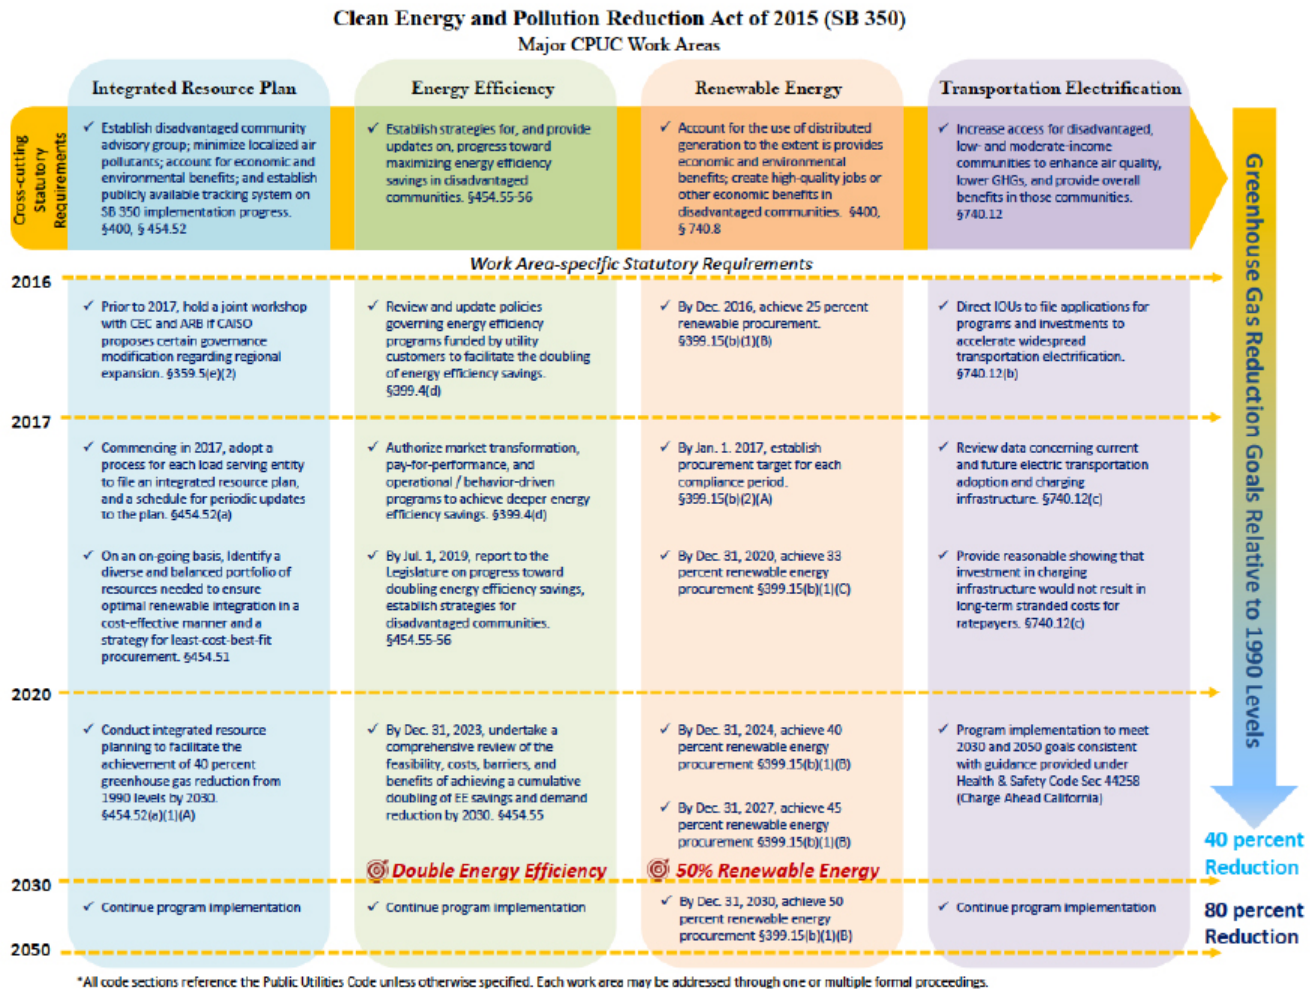 Clean Energy and Pollution Reduction Act of 2015 (SB 350)
Major CPUC Work Areas
Integrated Resource Plan
Energy Efficiency
Renewable Energy
Transportation Electrification
Cross-cutting
Statutory
Requirements
✓ Establish disadvantaged community
advisory group; minimize localized air
pollutants; account for economic and
environmental benefits; and establish
publicly available tracking system on
SB 350 implementation progress.
§400, § 454.52
✓ Establish strategies for, and provide
updates on, progress toward
maximizing energy efficiency
savings in disadvantaged
communities. §454.55-56
✓ Account for the use of distributed
generation to the extent is provides
economic and environmental
benefits; create high-quality jobs or
other economic benefits in
disadvantaged communities. §400,
§ 740.8
✓ Increase access for disadvantaged,
low- and moderate-income
communities to enhance air quality,
lower GHGs, and provide overall
benefits in those communities.
§740.12
Work Area-specific Statutory Requirements
2016
✓ Prior to 2017, hold a joint workshop
with CEC and ARB if CAISO
proposes certain governance
modification regarding regional
expansion. §359.5(e)(2)
✓ Review and update policies
governing energy efficiency
programs funded by utility
customers to facilitate the doubling
of energy efficiency savings.
§399.4(d)
✓ By Dec. 2016, achieve 25 percent
renewable procurement.
§399.15(b)(1)(B)
✓ Direct IOUs to file applications for
programs and investments to
accelerate widespread
transportation electrification.
§740.12(b)
2017
✓ Commencing in 2017, adopt a
process for each load serving entity
to file an integrated resource plan,
and a schedule for periodic updates
to the plan. §454.52(a)
✓ On an on-going basis, Identify a
diverse and balanced portfolio of
resources needed to ensure
optimal renewable integration in a
cost-effective manner and a
strategy for least-cost-best-fit
procurement. §454.51
✓ Authorize market transformation,
pay-for-performance, and
operational / behavior-driven
programs to achieve deeper energy
efficiency savings. §399.4(d)
✓ By Jul. 1, 2019, report to the
Legislature on progress toward
doubling energy efficiency savings,
establish strategies for
disadvantaged communities.
§454.55-56
✓ By Jan. 1. 2017, establish
procurement target for each
compliance period.
§399.15(b)(2)(A)
✓ By Dec. 31, 2020, achieve 33
percent renewable energy
procurement §399.15(b)(1)(C)
✓ Review data concerning current
and future electric transportation
adoption and charging
infrastructure. §740.12(c)
✓ Provide reasonable showing that
investment in charging
infrastructure would not result in
long-term stranded costs for
ratepayers. §740.12(c)
2020
✓ Conduct integrated resource
planning to facilitate the
achievement of 40 percent
greenhouse gas reduction from
1990 levels by 2030.
§454.52(a)(1)(A)
✓ By Dec. 31, 2023, undertake a
comprehensive review of the
feasibility, costs, barriers, and
benefits of achieving a cumulative
doubling of EE savings and demand
reduction by 2030. §454.55
Double Energy Efficiency
✓ By Dec. 31, 2024, achieve 40
percent renewable energy
procurement §399.15(b)(1)(B)
✓ By Dec. 31, 2027, achieve 45
percent renewable energy
procurement §399.15(b)(1)(B)
50% Renewable Energy
✓ Program implementation to meet
2030 and 2050 goals consistent
with guidance provided under
Health & Safety Code Sec 44258
(Charge Ahead California)
2030
✓ Continue program implementation
✓ Continue program implementation
✓ By Dec. 31, 2030, achieve 50
percent renewable energy
procurement §399.15(b)(1)(B)
✓ Continue program implementation
2050
Greenhouse Gas Reduction Goals Relative to 1990 Levels
40 percent
Reduction
80 percent
Reduction
*All code sections reference the Public Utilities Code unless otherwise specified. Each work area may be addressed through one or multiple formal proceedings.